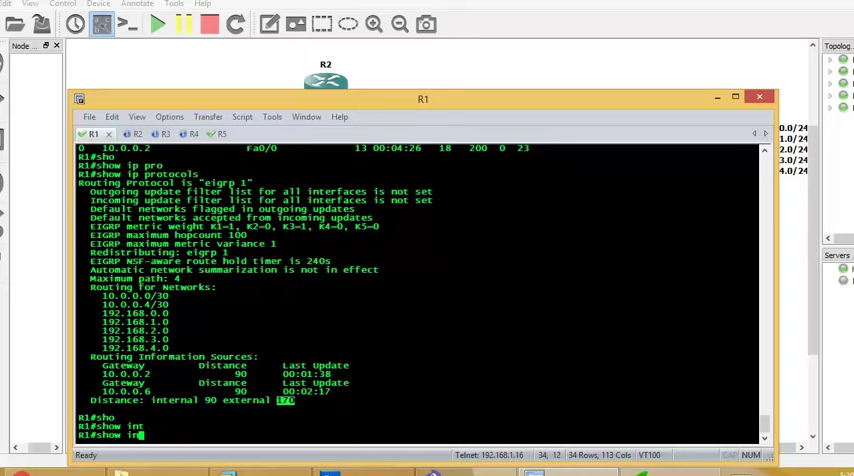 it View Control Device Annotate Tools Help
Node
Topolog
R2
R1
File Edit View Options Transfer Script Tools Window Help
R1 R2 R3 R4 R5
0 10.0.0.2 Fa0/0 13 00:04:26 18 200 0 23
R1#sho
R1#show ip pro
R1#show ip protocols
Routing Protocol is "eigrp 1"
Outgoing update filter list for all interfaces is not set
Incoming update filter list for all interfaces is not set
Default networks flagged in outgoing updates
Default networks accepted from incoming updates
EIGRP metric weight K1=1, K2=0, K3=1, K4=0, K5=0
EIGRP maximum hopcount 100
EIGRP maximum metric variance 1
Redistributing: eigrp 1
EIGRP NSF-aware route hold timer is 240s
Automatic network summarization is not in effect
Maximum path: 4
Routing for Networks:
10.0.0.0/30
10.0.0.4/30
192.168.0.0
192.168.1.0
192.168.2.0
192.168.3.0
192.168.4.0
Routing Information Sources:
Gateway Distance Last Update
10.0.0.2 90 00:01:38
Gateway Distance Last Update
10.0.0.6 90 00:02:17
Distance: internal 90 external 170
R1#sho
R1#show int
R1#show in
0.0/24
1.0/24
2.0/24
3.0/24
4.0/24
Servers
Ready Telnet: 192.168.1.16 34, 12 34 Rows, 113 Cols VT100 CAP NUM